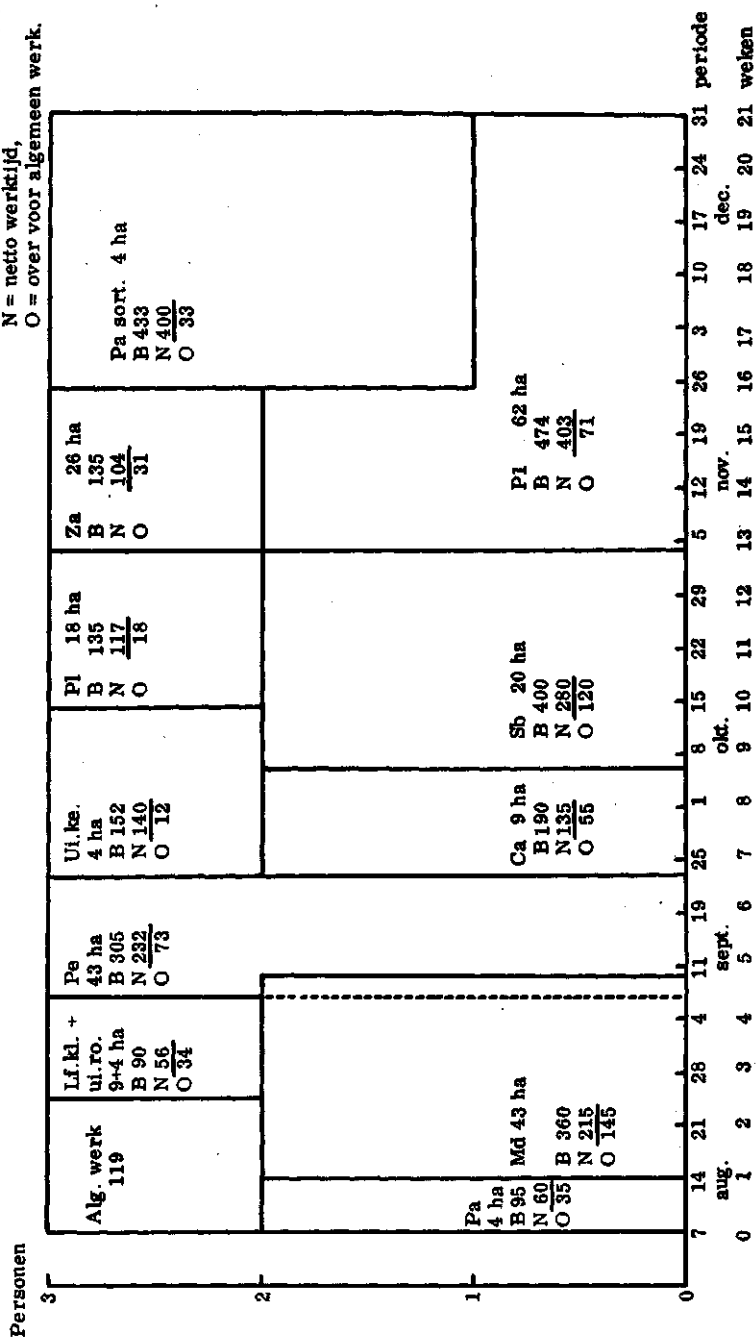 N = netto werktijd,
O = over voor algemeen werk.
Personen
3
2
1
0
Alg. werk
119
Lf.kl. +
ui.ro.
9+4 ha
B 90
N 56
O 34
Pe
43 ha
B 305
N 232
O 73
Ui.ke.
4 ha
B 152
N 140
O 12
Pl 18 ha
B 135
N 117
O 18
Za 26 ha
B 135
N 104
O 31
Pa sort. 4 ha
B 433
N 400
O 33
Pa
4 ha
B 95
N 60
O 35
Md 43 ha
B 360
N 215
O 145
Ca 9 ha
B 190
N 135
O 55
Sb 20 ha
B 400
N 280
O 120
Pl 62 ha
B 474
N 403
O 71
7 14 21 28 4 11 19 25 1 8 15 22 29 5 12 19 26 3 10 17 24 31 periode
aug. sept. okt. nov. dec.
0 1 2 3 4 5 6 7 8 9 10 11 12 13 14 15 16 17 18 19 20 21 weken